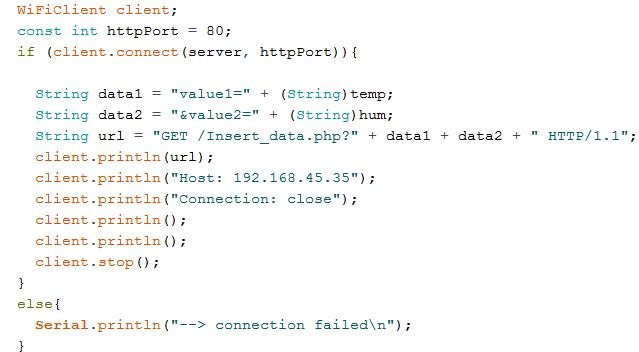 WiFiClient client;
const int httpPort = 80;
if (client.connect(server, httpPort)){
String data1 = "value1=" + (String)temp;
String data2 = "&value2=" + (String)hum;
String url = "GET /Insert_data.php?" + data1 + data2 + " HTTP/1.1";
client.println(url);
client.println("Host: 192.168.45.35");
client.println("Connection: close");
client.println();
client.println();
client.stop();
}
else{
Serial.println("--> connection failed\n");
}